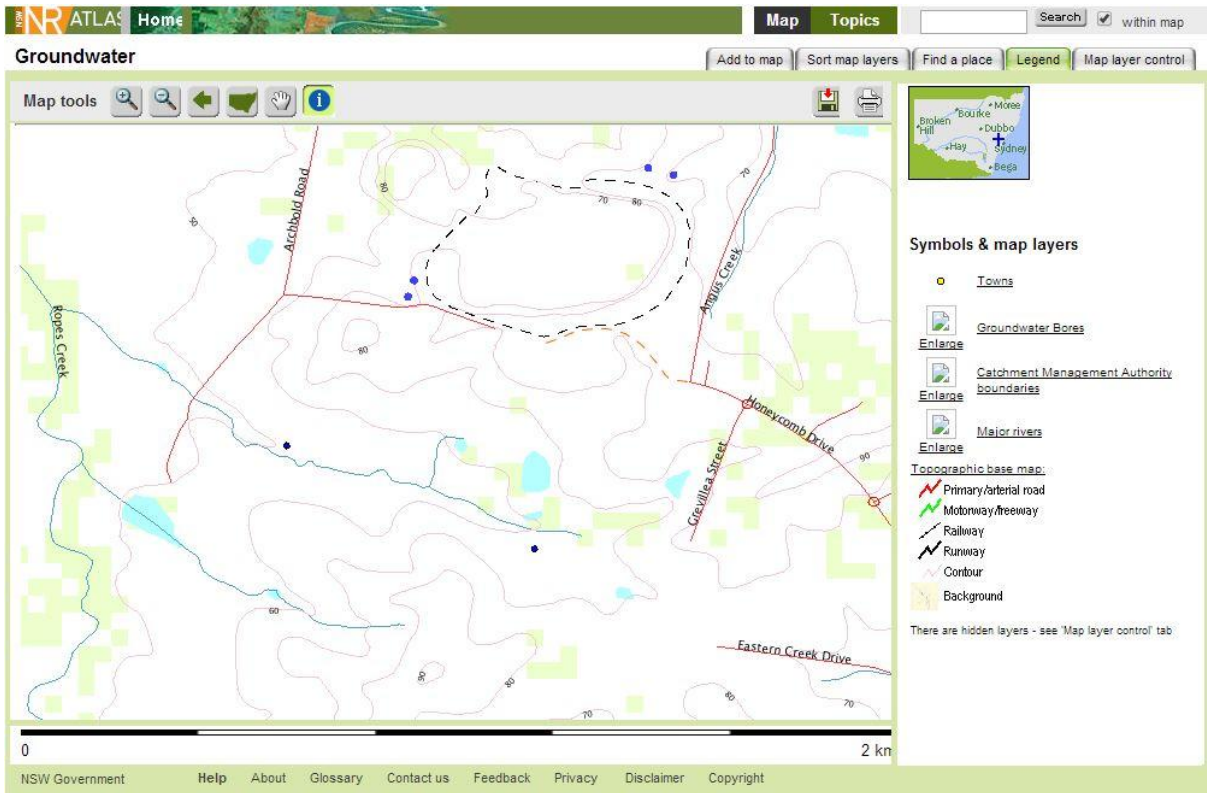 NSW NR ATLAS Home
Map Topics
Search within map
Groundwater
Add to map Sort map layers Find a place Legend Map layer control
Map tools
i
Moree
Bourke
Broken Hill
Dubbo
Hay
Sydney
Bega
Archbold Road
80
70 80
70
50
Angus Creek
Ropes Creek
80
Honeycomb Drive
Grevillea Street
90
60
Eastern Creek Drive
90
80
80
70
70
Symbols & map layers
Towns
Enlarge Groundwater Bores
Enlarge Catchment Management Authority
boundaries
Enlarge Major rivers
Topographic base map:
Primary/arterial road
Motorway/freeway
Railway
Runway
Contour
Background
There are hidden layers - see 'Map layer control' tab
0 2 km
NSW Government Help About Glossary Contact us Feedback Privacy Disclaimer Copyright